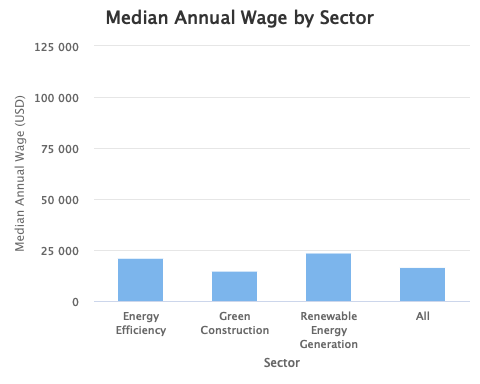 Median Annual Wage by Sector
Median Annual Wage (USD)
125 000
100 000
75 000
50 000
25 000
0
Energy
Efficiency
Green
Construction
Renewable
Energy
Generation
All
Sector